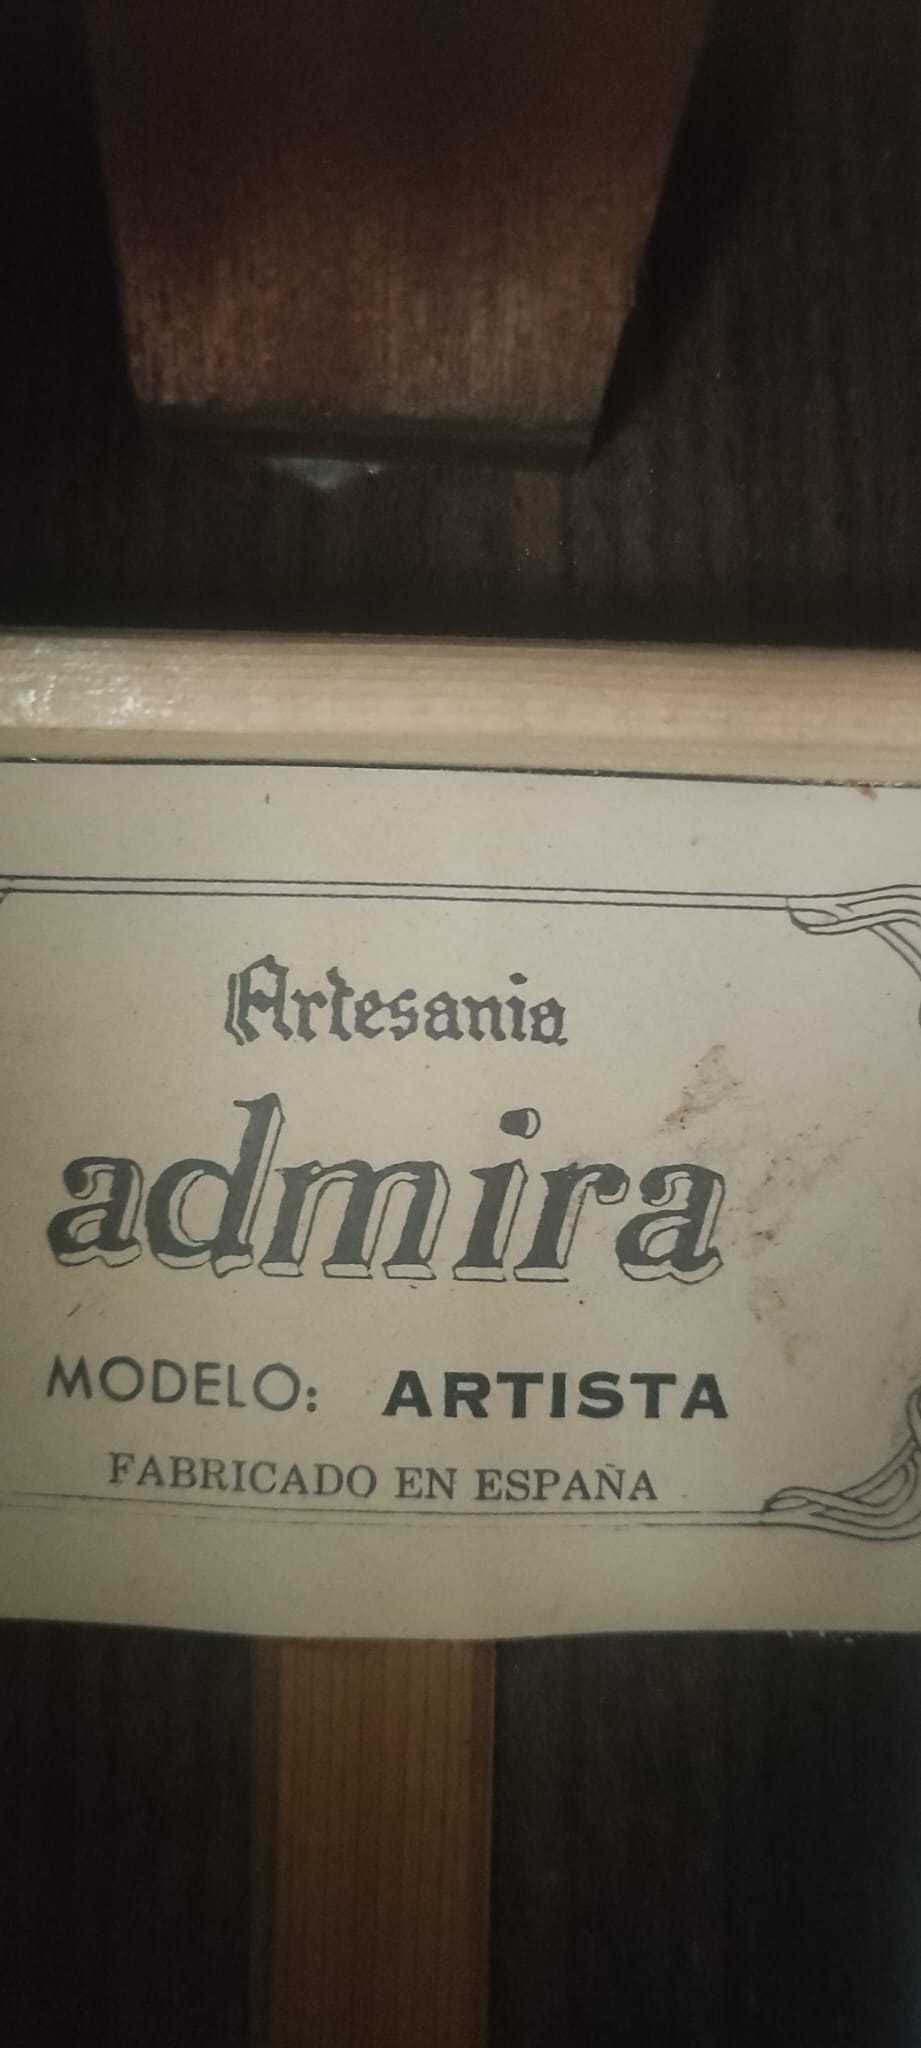 Artesania
admira
MODELO: ARTISTA
FABRICADO EN ESPAÑA